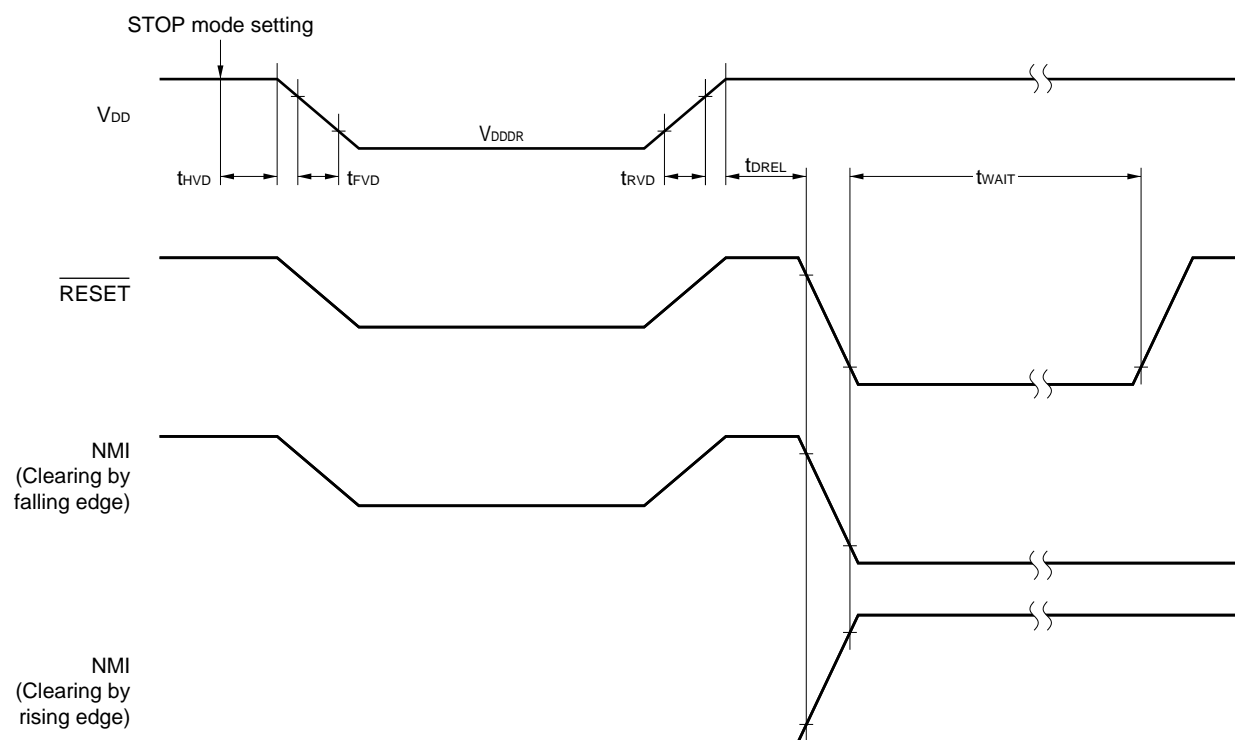 STOP mode setting
VDD
VDDDR
tHVD
tFVD
tRVD
tDREL
tWAIT
RESET
NMI
(Clearing by
falling edge)
NMI
(Clearing by
rising edge)